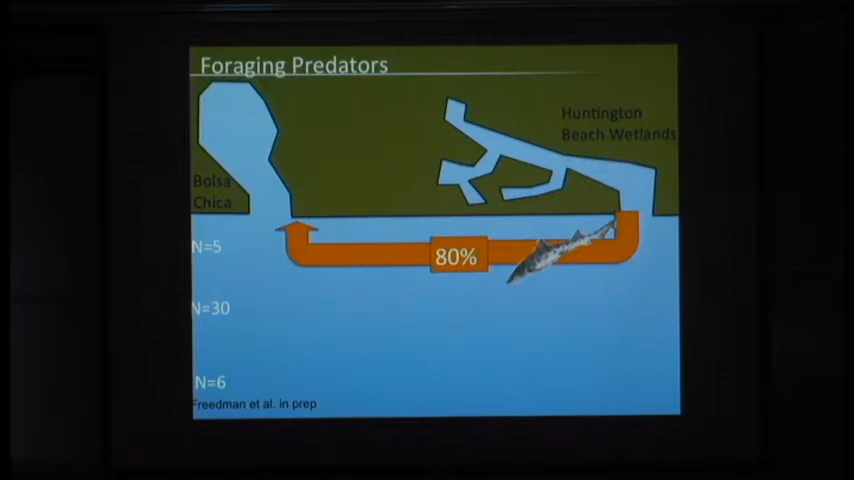 Foraging Predators
Huntington
Beach Wetlands
Bolsa
Chica
N=5
80%
N=30
N=6
Freedman et al. in prep